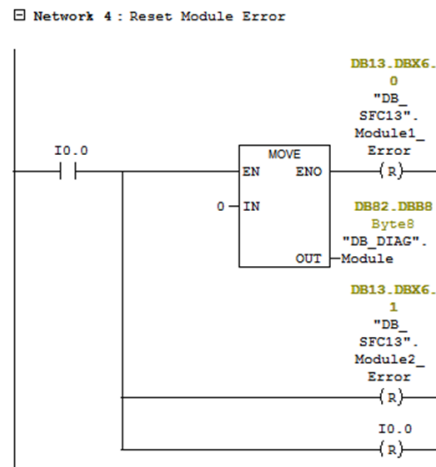 Network 4 : Reset Module Error
DB13.DBX6.
0
"DB_
SFC13".
Module1_
Error
I0.0
MOVE
EN
ENO
(R)
0
IN
DB82.DBB8
Byte8
"DB_DIAG".
OUT
Module
DB13.DBX6.
1
"DB_
SFC13".
Module2_
Error
(R)
I0.0
(R)